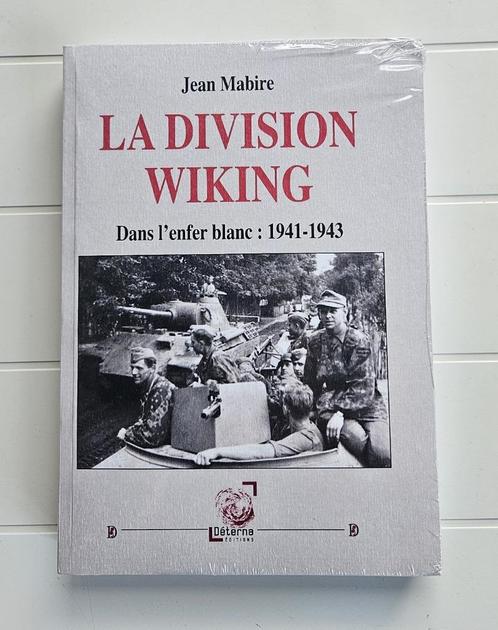 Jean Mabire
LA DIVISION
WIKING
Dans l'enfer blanc : 1941-1943
Déterna
ÉDITIONS